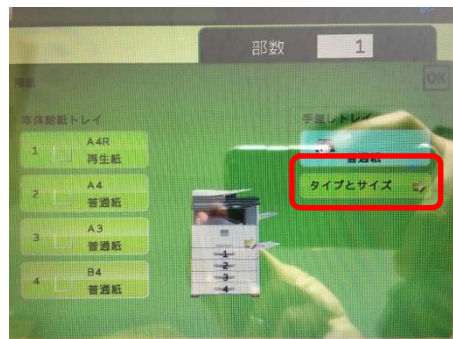 部数 1
用紙
OK
本体給紙トレイ
手差しトレイ
1 A4R
再生紙
普通紙
タイプとサイズ
2 A4
普通紙
3 A3
普通紙
4 B4
普通紙
1
2
3
4